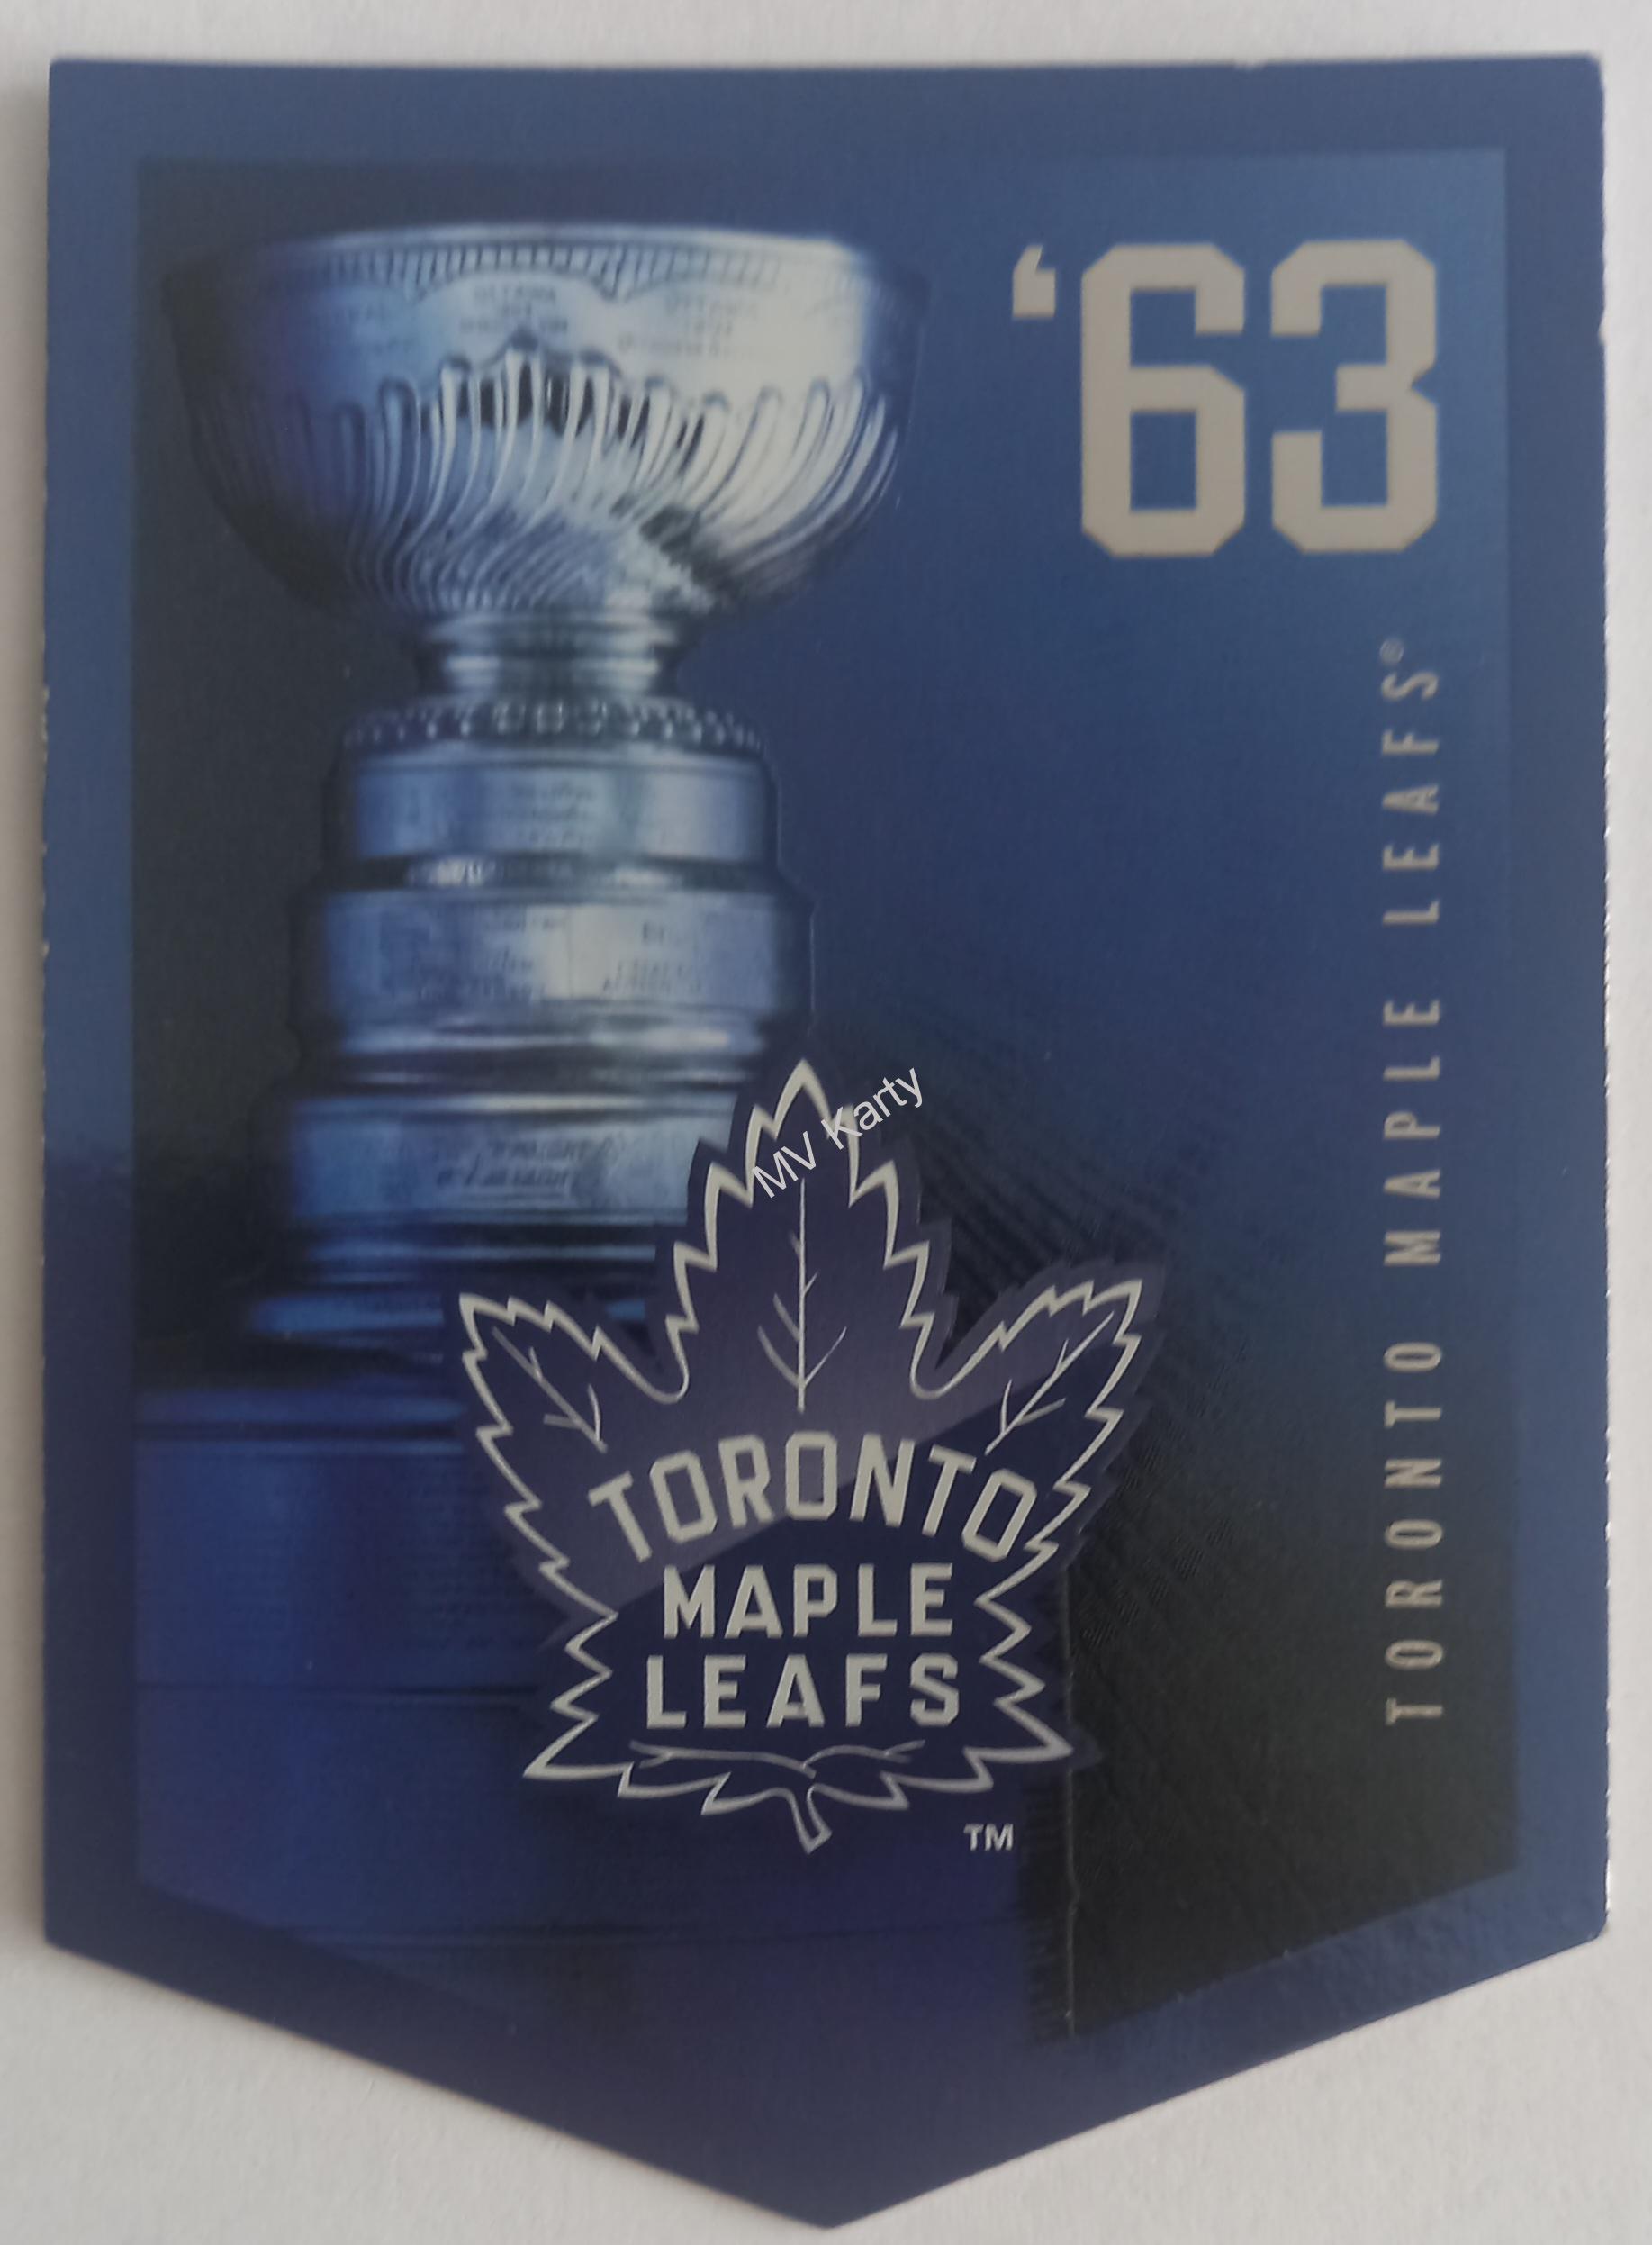 ‘63
TORONTO MAPLE LEAFS®
MV Karty
TORONTO
MAPLE
LEAFS
TM